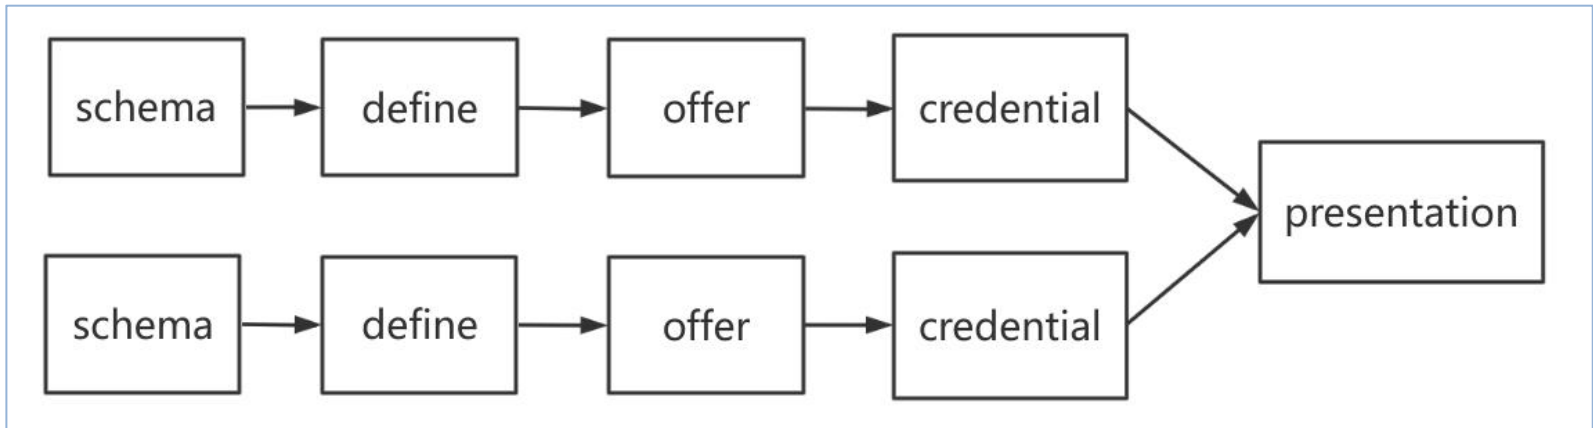 schema
define
offer
credential
presentation
schema
define
offer
credential